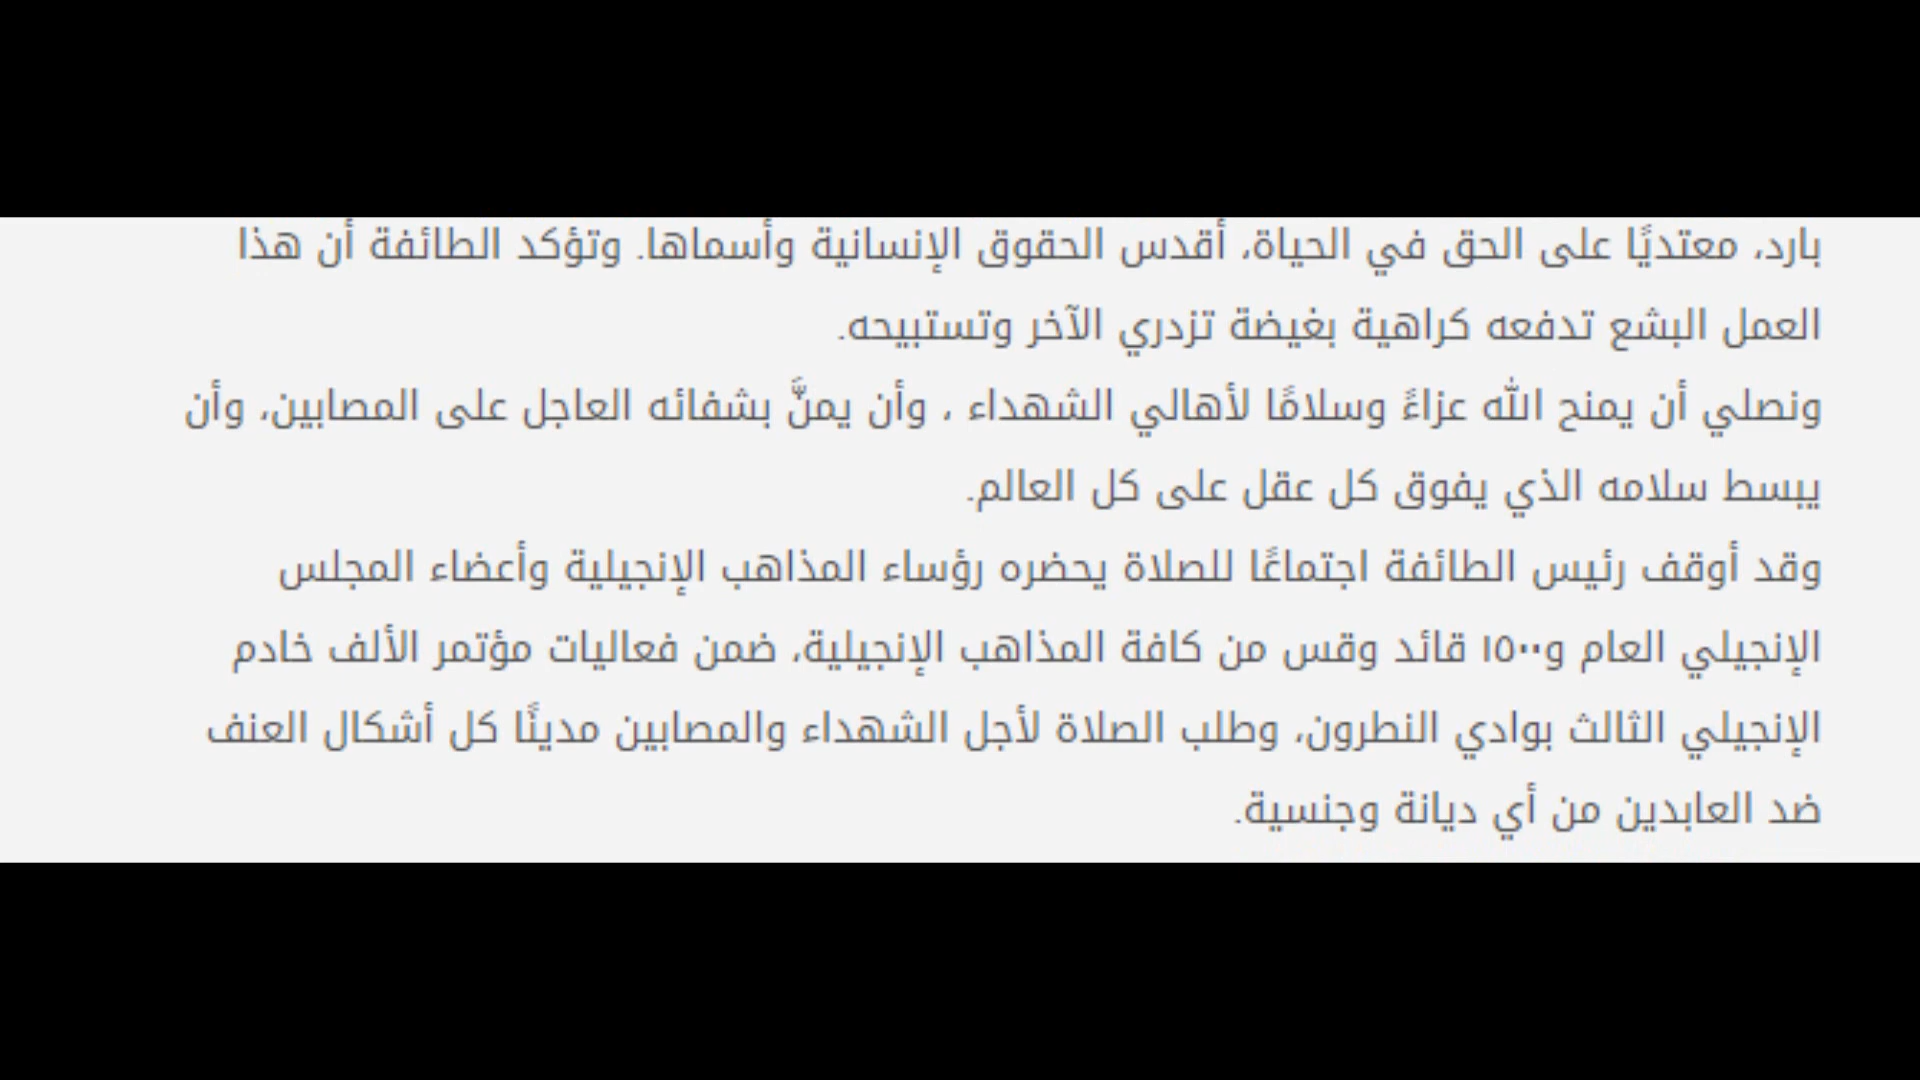 بارد، معتديًا على الحق في الحياة، أقدس الحقوق الإنسانية وأسماها. وتؤكد الطائفة أن هذا
العمل البشع تدفعه كراهية بغيضة تزدري الآخر وتستبيحه.
ونصلي أن يمنح الله عزاءً وسلامًا لأهالي الشهداء ، وأن يمنَّ بشفائه العاجل على المصابين، وأن
يبسط سلامه الذي يفوق كل عقل على كل العالم.
وقد أوقف رئيس الطائفة اجتماعًا للصلاة يحضره رؤساء المذاهب الإنجيلية وأعضاء المجلس
الإنجيلي العام و١٥٠٠ قائد وقس من كافة المذاهب الإنجيلية، ضمن فعاليات مؤتمر الألف خادم
الإنجيلي الثالث بوادي النطرون، وطلب الصلاة لأجل الشهداء والمصابين مدينًا كل أشكال العنف
ضد العابدين من أي ديانة وجنسية.